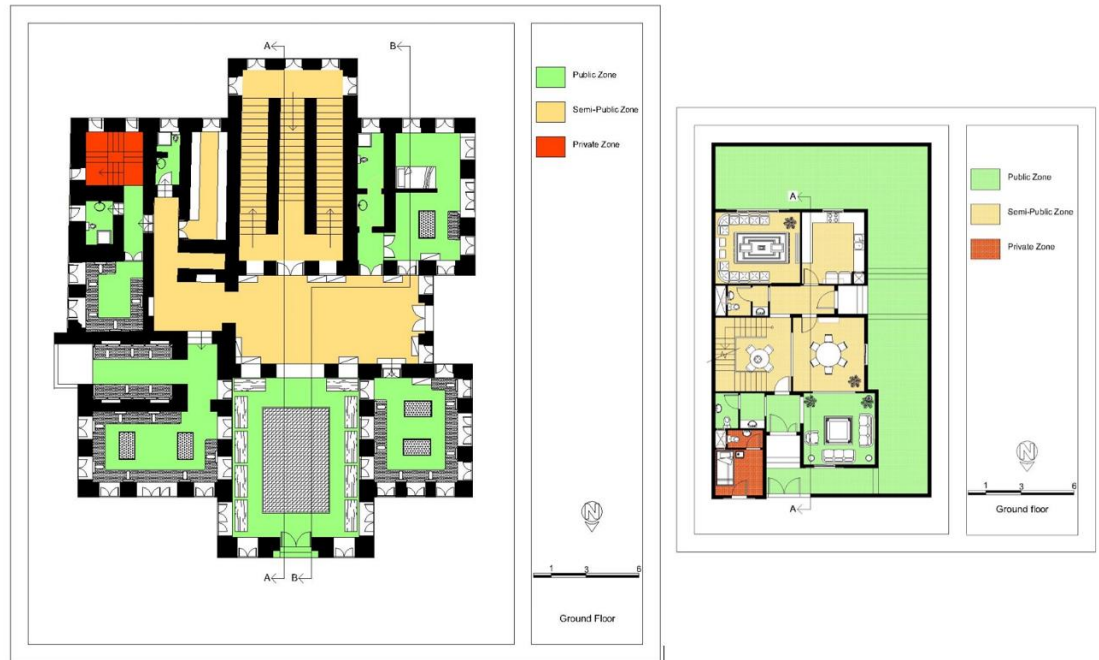 A
B
Public Zone
Semi-Public Zone
Private Zone
N
1 3 6
A B
Ground Floor
Public Zone
Semi-Public Zone
Private Zone
A
N
1 3 6
Ground floor
A